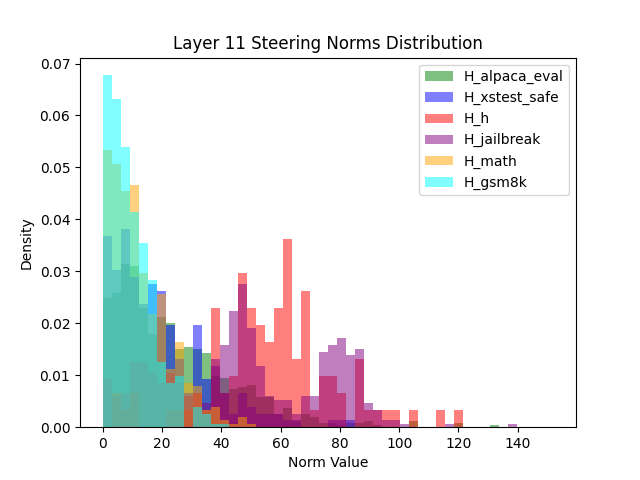 Layer 11 Steering Norms Distribution
H_alpaca_eval
H_xstest_safe
H_h
H_jailbreak
H_math
H_gsm8k
Density
0.07
0.06
0.05
0.04
0.03
0.02
0.01
0.00
0 20 40 60 80 100 120 140
Norm Value